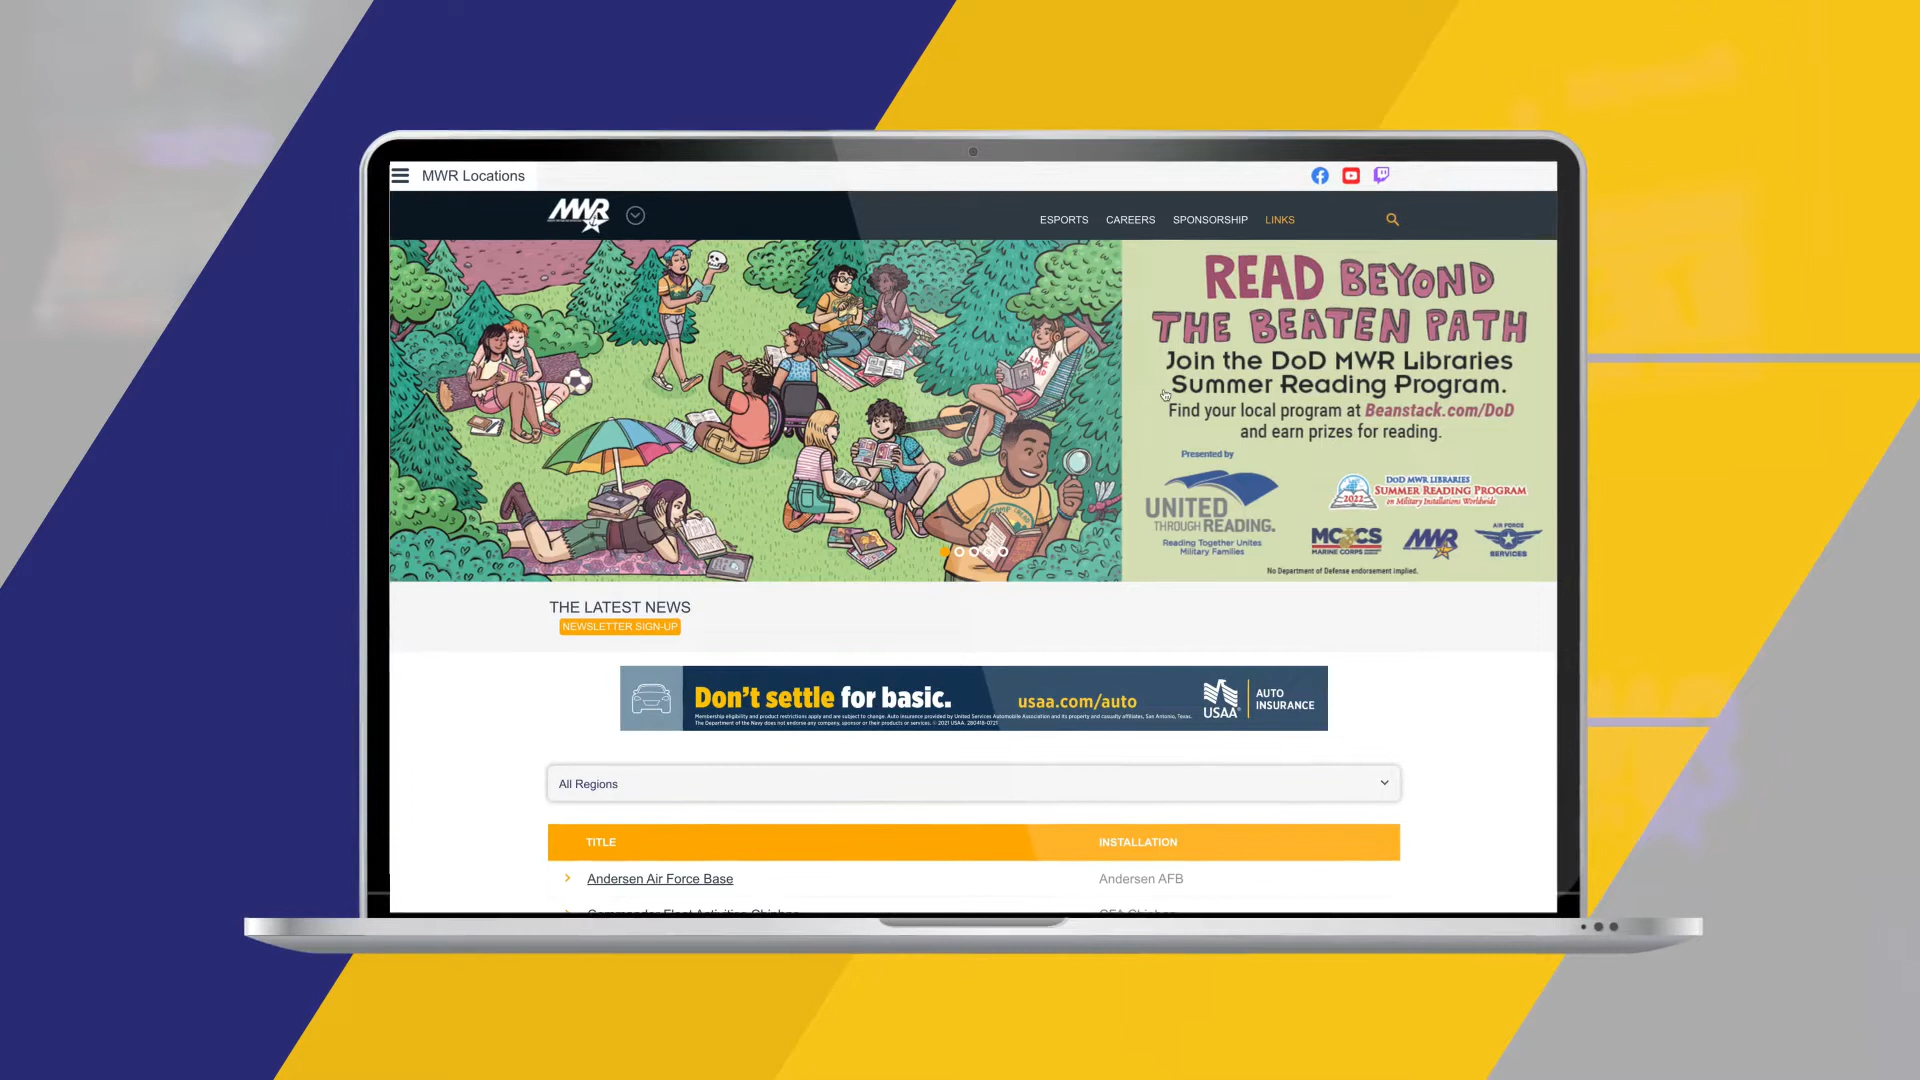 MWR Locations
MWR
ESPORTS CAREERS SPONSORSHIP LINKS
READ BEYOND
THE BEATEN PATH
Join the DoD MWR Libraries
Summer Reading Program.
Find your local program at Beanstack.com/DoD
and earn prizes for reading.
Presented by
UNITED
THROUGH READING.
Reading Together Unites
Military Families
2022
DoD MWR LIBRARIES
SUMMER READING PROGRAM
on Military Installations Worldwide
MCCS
MARINE CORPS
MWR
AIR FORCE
SERVICES
No Department of Defense endorsement implied.
THE LATEST NEWS
NEWSLETTER SIGN-UP
Don't settle for basic.
usaa.com/auto
USAA
AUTO
INSURANCE
Membership eligibility and product restrictions apply and are subject to change. Auto insurance provided by United Services Automobile Association and its property and casualty affiliates, San Antonio, Texas.
The Department of the Navy does not endorse any company, sponsor or their products or services. © 2021 USAA. 280418-0721
All Regions
TITLE INSTALLATION
Andersen Air Force Base Andersen AFB